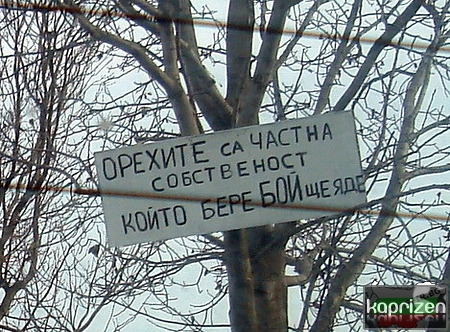 ОРЕХИТЕ СА ЧАСТНА
СОБСТВЕНОСТ
КОЙТО БЕРЕ БОЙ ЩЕ ЯДЕ
kaprizen